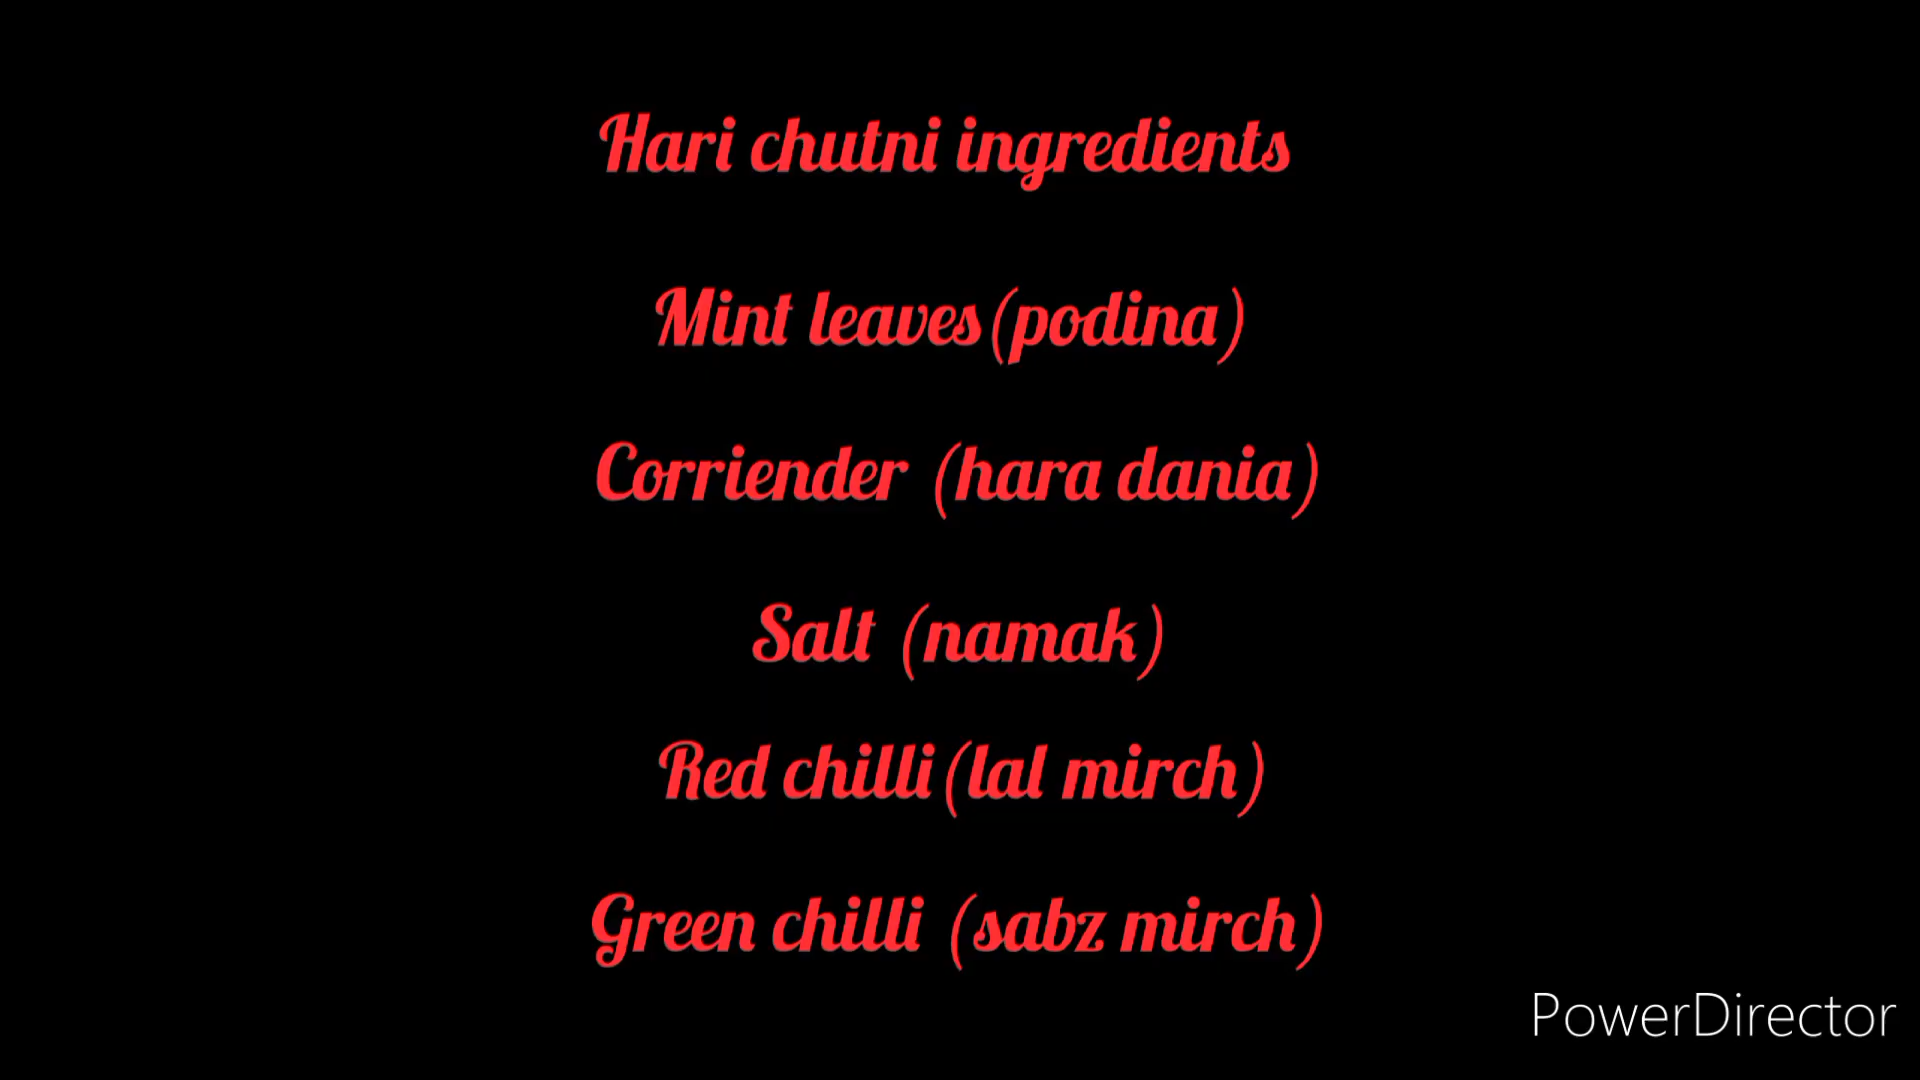 Hari chutni ingredients
Mint leaves(podina)
Corriender (hara dania)
Salt (namak)
Red chilli(lal mirch)
Green chilli (sabz mirch)
PowerDirector